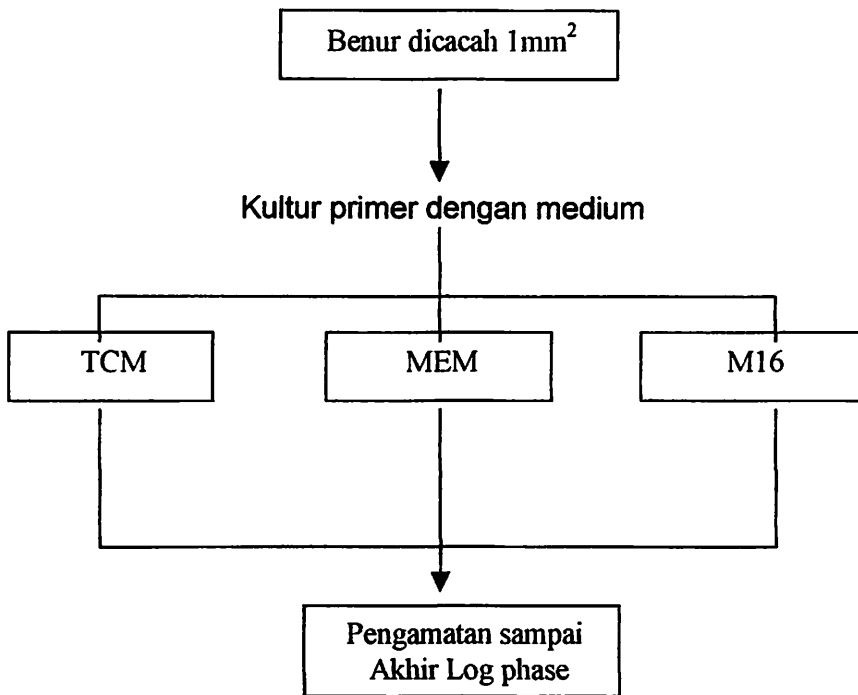 Benur dicacah 1mm²
Kultur primer dengan medium
TCM
MEM
M16
Pengamatan sampai
Akhir Log phase